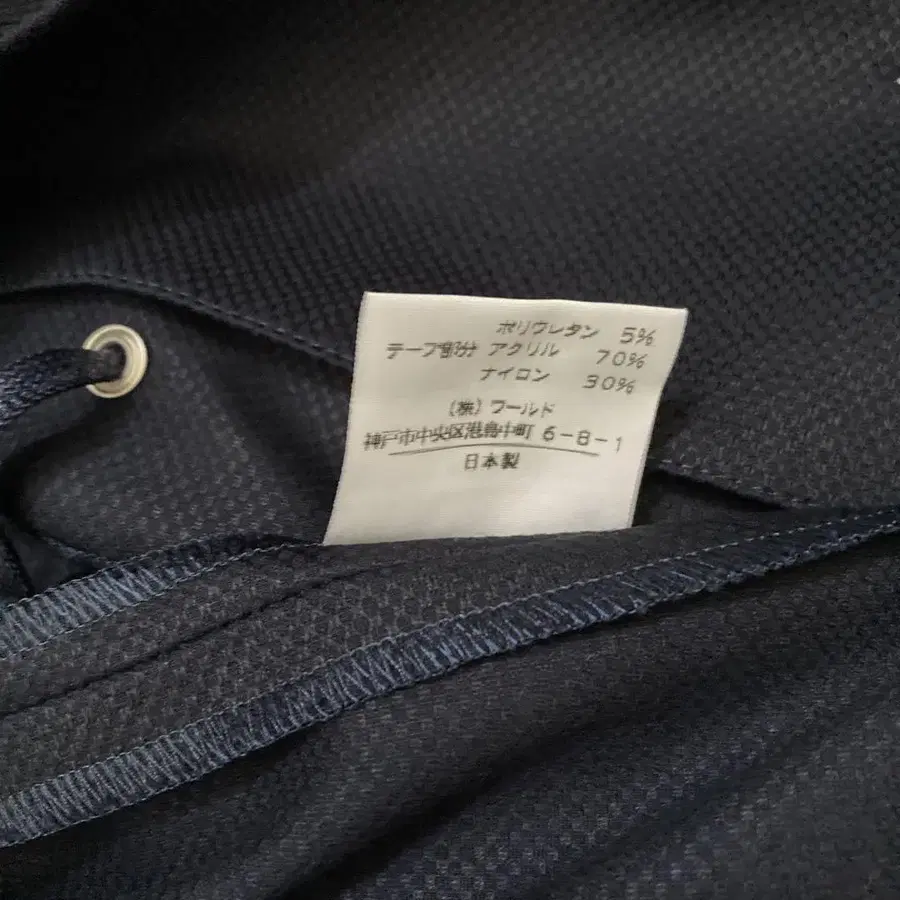 ポリウレタン 5%
テープ部分 アクリル 70%
ナイロン 30%
(株) ワールド
神戸市中央区港島中町 6-8-1
日本製